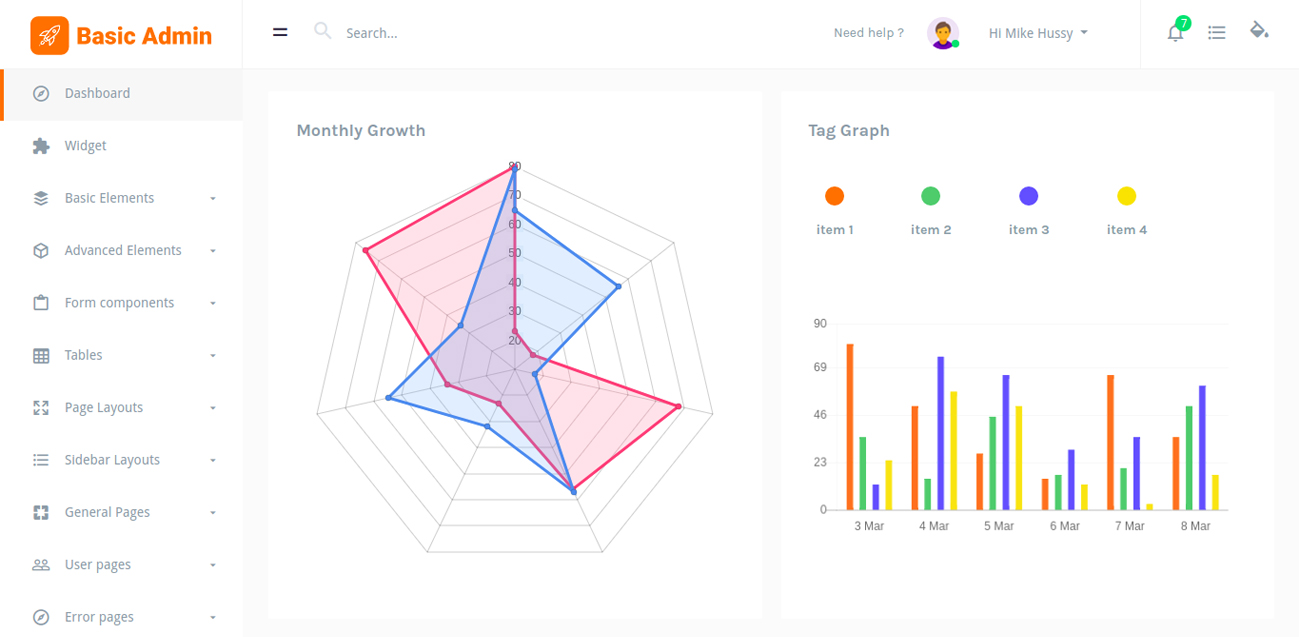 Basic Admin
Search...
Need help ?
Hi Mike Hussy
7
Dashboard
Widget
Basic Elements
Advanced Elements
Form components
Tables
Page Layouts
Sidebar Layouts
General Pages
User pages
Error pages
Monthly Growth
80
70
60
50
40
30
20
Tag Graph
item 1 item 2 item 3 item 4
90
69
46
23
0
3 Mar 4 Mar 5 Mar 6 Mar 7 Mar 8 Mar